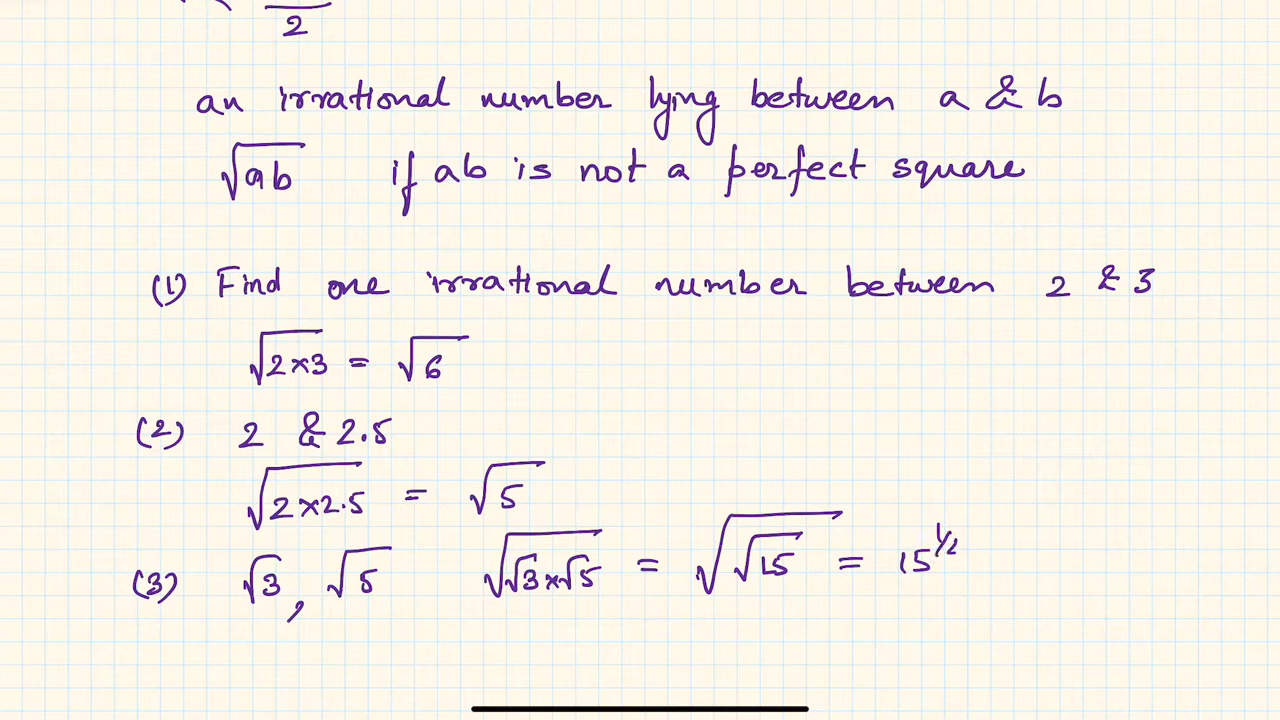 2
an irrational number lying between a & b
√ab if ab is not a perfect square
(1) Find one irrational number between 2 & 3
√2×3 = √6
(2) 2 & 2.5
√2×2.5 = √5
(3) √3, √5 √√3×√5 = √√15 = 15^1/2